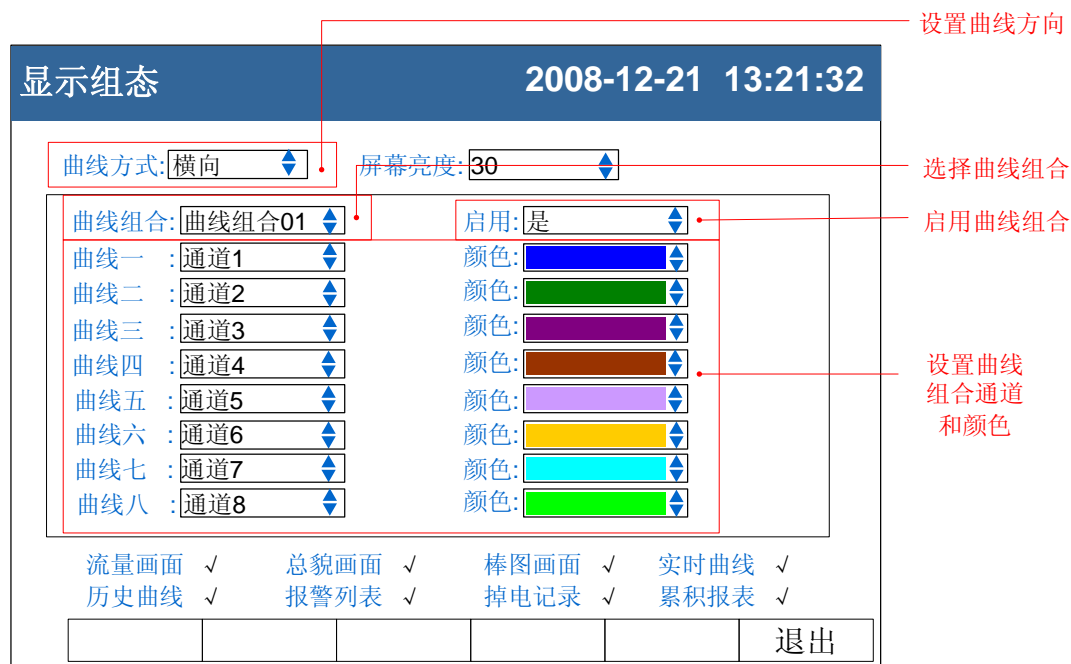 设置曲线方向
显示组态 2008-12-21 13:21:32
曲线方式:横向 屏幕亮度:30
选择曲线组合
曲线组合:曲线组合01 启用:是
启用曲线组合
曲线一 :通道1 颜色:
曲线二 :通道2 颜色:
曲线三 :通道3 颜色:
曲线四 :通道4 颜色:
曲线五 :通道5 颜色:
曲线六 :通道6 颜色:
曲线七 :通道7 颜色:
曲线八 :通道8 颜色:
设置曲线
组合通道
和颜色
流量画面 √ 总貌画面 √ 棒图画面 √ 实时曲线 √
历史曲线 √ 报警列表 √ 掉电记录 √ 累积报表 √
退出